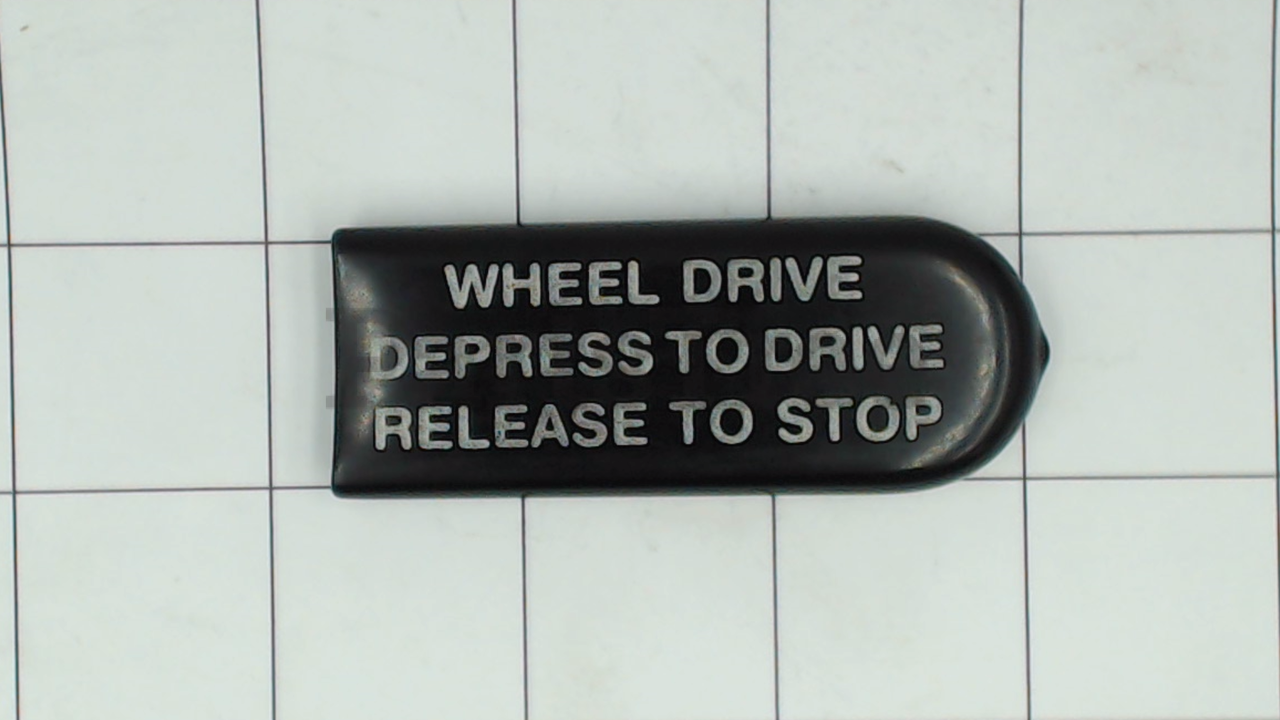 WHEEL DRIVE
DEPRESS TO DRIVE
RELEASE TO STOP